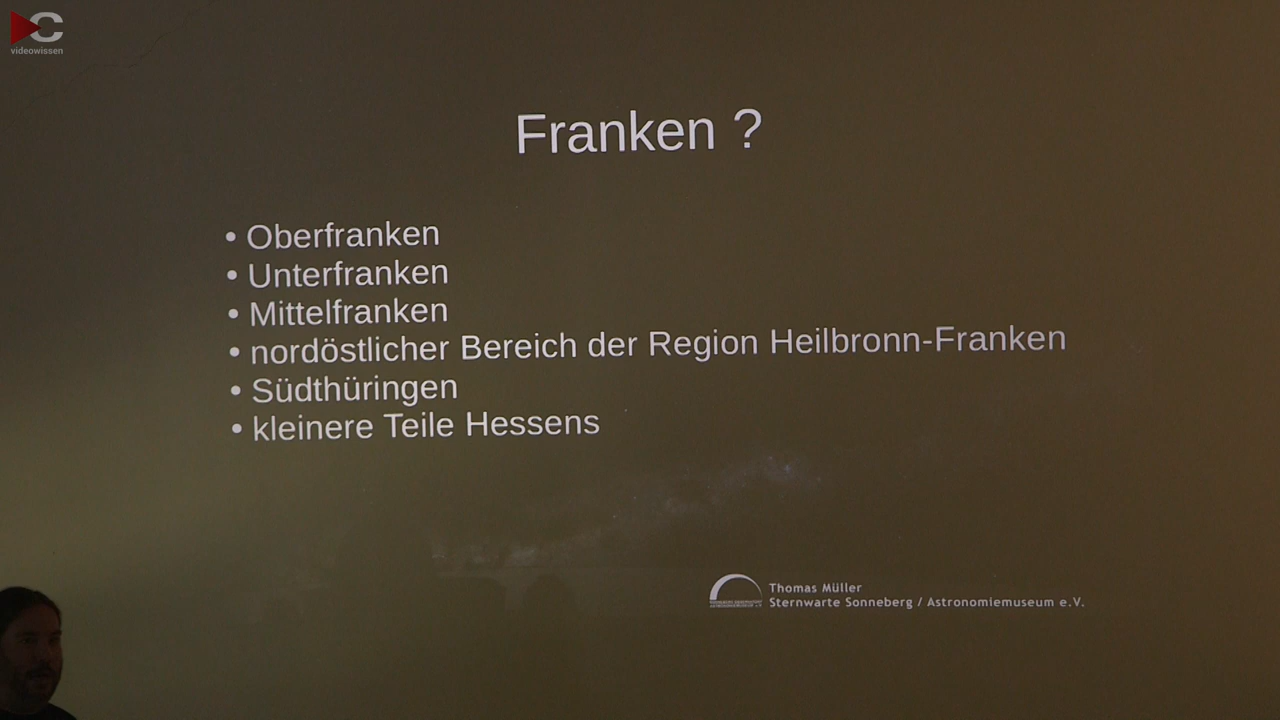 videowissen
Franken ?
• Oberfranken
• Unterfranken
• Mittelfranken
• nordöstlicher Bereich der Region Heilbronn-Franken
• Südthüringen
• kleinere Teile Hessens
Thomas Müller
Sternwarte Sonneberg / Astronomiemuseum e.V.